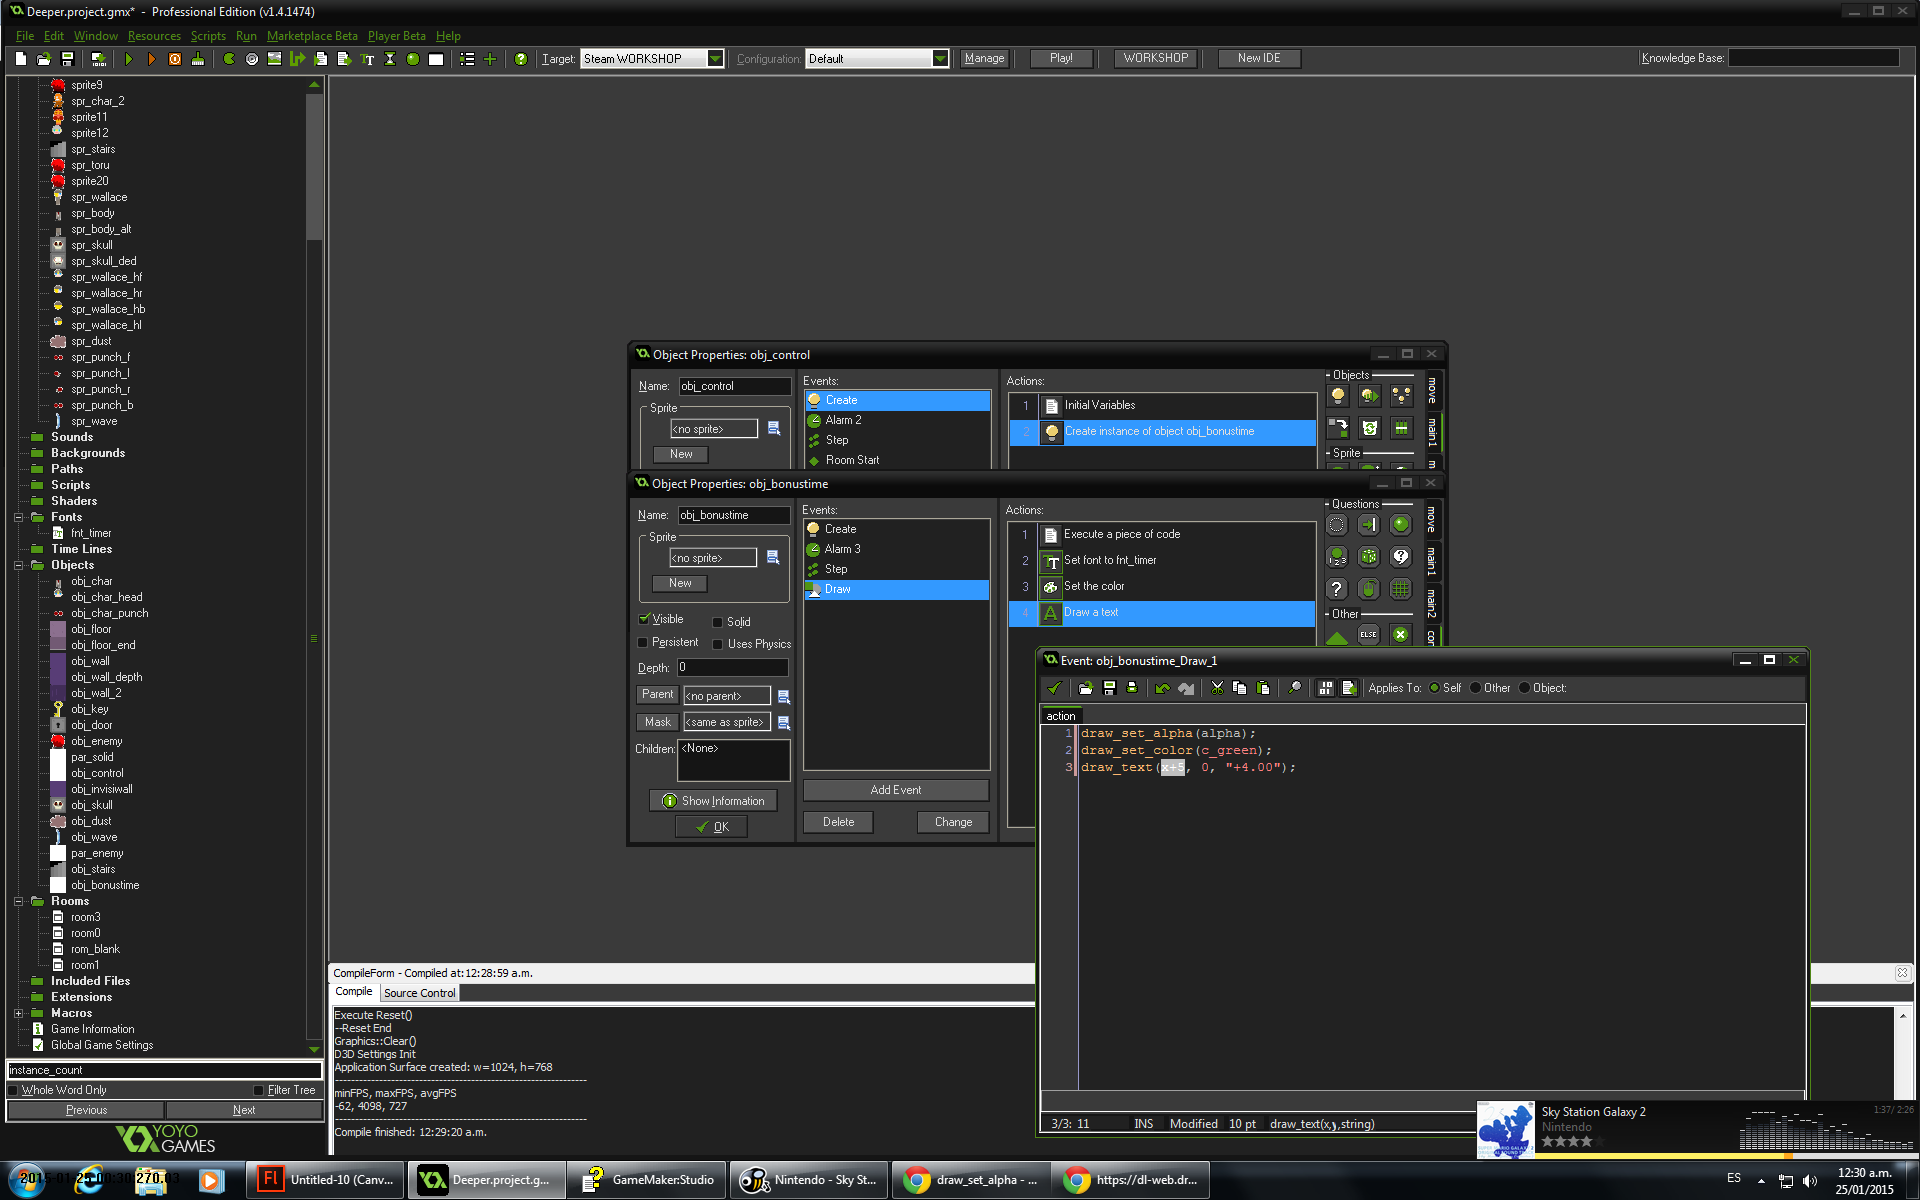 Deeper.project.gmx*  -  Professional Edition (v1.4.1474)
File Edit Window Resources Scripts Run Marketplace Beta Player Beta Help
Target: Steam WORKSHOP Configuration: Default Manage Play! WORKSHOP New IDE Knowledge Base:
sprite9
spr_char_2
sprite11
sprite12
spr_stairs
spr_toru
sprite20
spr_wallace
spr_body
spr_body_alt
spr_skull
spr_skull_ded
spr_wallace_hf
spr_wallace_hr
spr_wallace_hb
spr_wallace_hl
spr_dust
spr_punch_f
spr_punch_l
spr_punch_r
spr_punch_b
spr_wave
Sounds
Backgrounds
Paths
Scripts
Shaders
Fonts
fnt_timer
Time Lines
Objects
obj_char
obj_char_head
obj_char_punch
obj_floor
obj_floor_end
obj_wall
obj_wall_depth
obj_wall_2
obj_key
obj_door
obj_enemy
par_solid
obj_control
obj_invisiwall
obj_skull
obj_dust
obj_wave
par_enemy
obj_stairs
obj_bonustime
Rooms
room3
room0
rom_blank
room1
Included Files
Extensions
Macros
Game Information
Global Game Settings
instance_count
Whole Word Only Filter Tree
Previous Next
YOYO
GAMES
Object Properties: obj_control
Name: obj_control
Sprite
<no sprite>
New
Events:
Create
Alarm 2
Step
Room Start
Actions:
1 Initial Variables
2 Create instance of object obj_bonustime
Objects
Sprite
move
main1
Object Properties: obj_bonustime
Name: obj_bonustime
Sprite
<no sprite>
New
Visible Solid
Persistent Uses Physics
Depth: 0
Parent <no parent>
Mask <same as sprite>
Children: <None>
Show Information
OK
Events:
Create
Alarm 3
Step
Draw
Add Event
Delete Change
Actions:
1 Execute a piece of code
2 Set font to fnt_timer
3 Set the color
4 Draw a text
Questions
Other
ELSE
move
main1
main2
Event: obj_bonustime_Draw_1
Applies To: Self Other Object:
action
1 draw_set_alpha(alpha);
2 draw_set_color(c_green);
3 draw_text(x+5, 0, "+4.00");
3/3: 11 INS Modified 10 pt draw_text(x,y,string)
CompileForm - Compiled at: 12:28:59 a.m.
Compile Source Control
Execute Reset()
--Reset End
Graphics::Clear()
D3D Settings Init
Application Surface created: w=1024, h=768
minFPS, maxFPS, avgFPS
-62, 4098, 727
Compile finished: 12:29:20 a.m.
Sky Station Galaxy 2
Nintendo
1:37/ 2:26
2015-01-25 00:30:270.03
Untitled-10 (Canv...
Deeper.project.g...
GameMaker:Studio
Nintendo - Sky St...
draw_set_alpha - ...
https://dl-web.dr...
ES
12:30 a.m.
25/01/2015